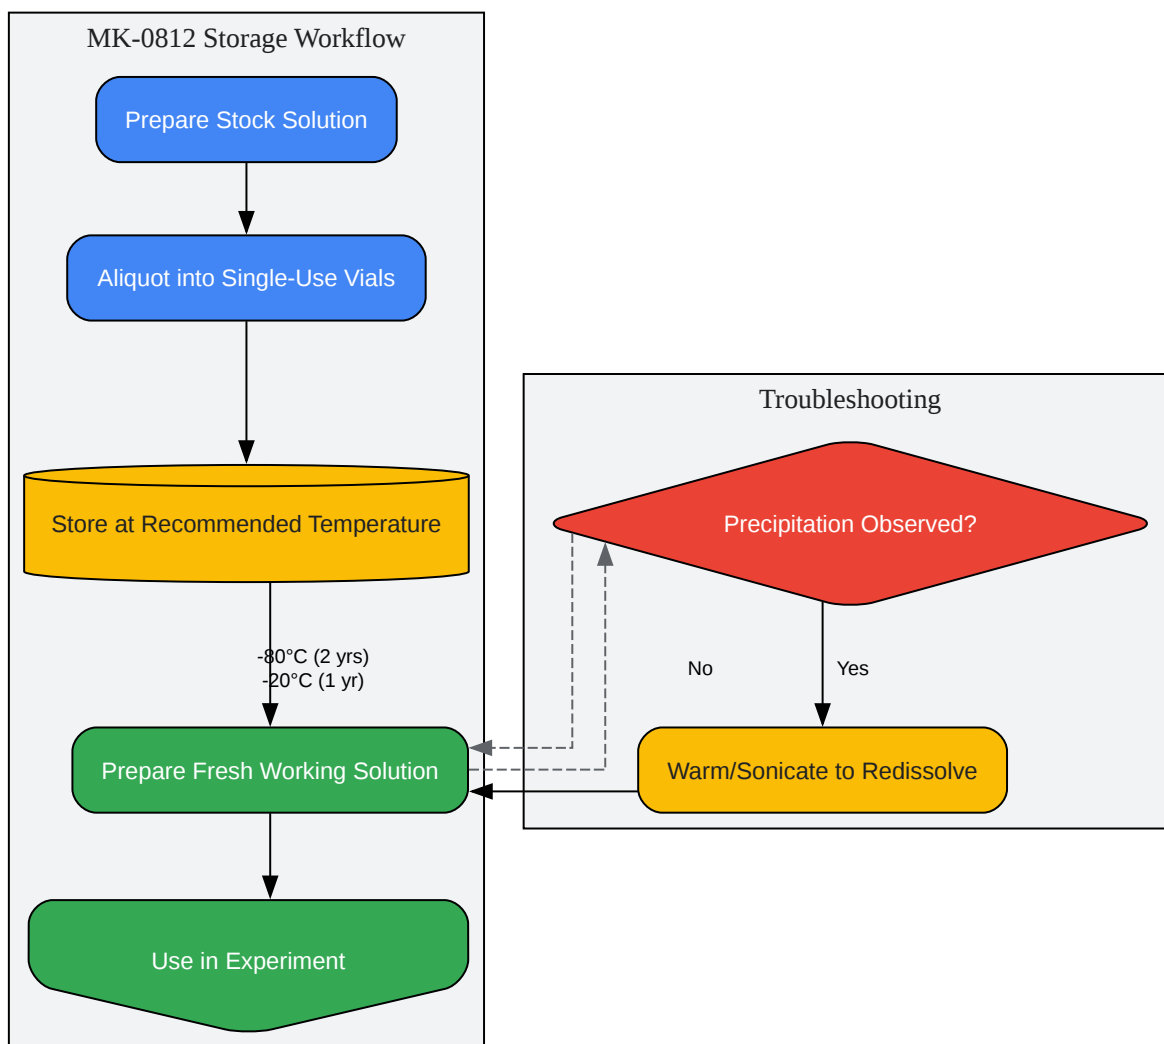 MK-0812 Storage Workflow
Prepare Stock Solution
Aliquot into Single-Use Vials
Store at Recommended Temperature
-80°C (2 yrs)
-20°C (1 yr)
Prepare Fresh Working Solution
Use in Experiment
Troubleshooting
Precipitation Observed?
No
Yes
Warm/Sonicate to Redissolve